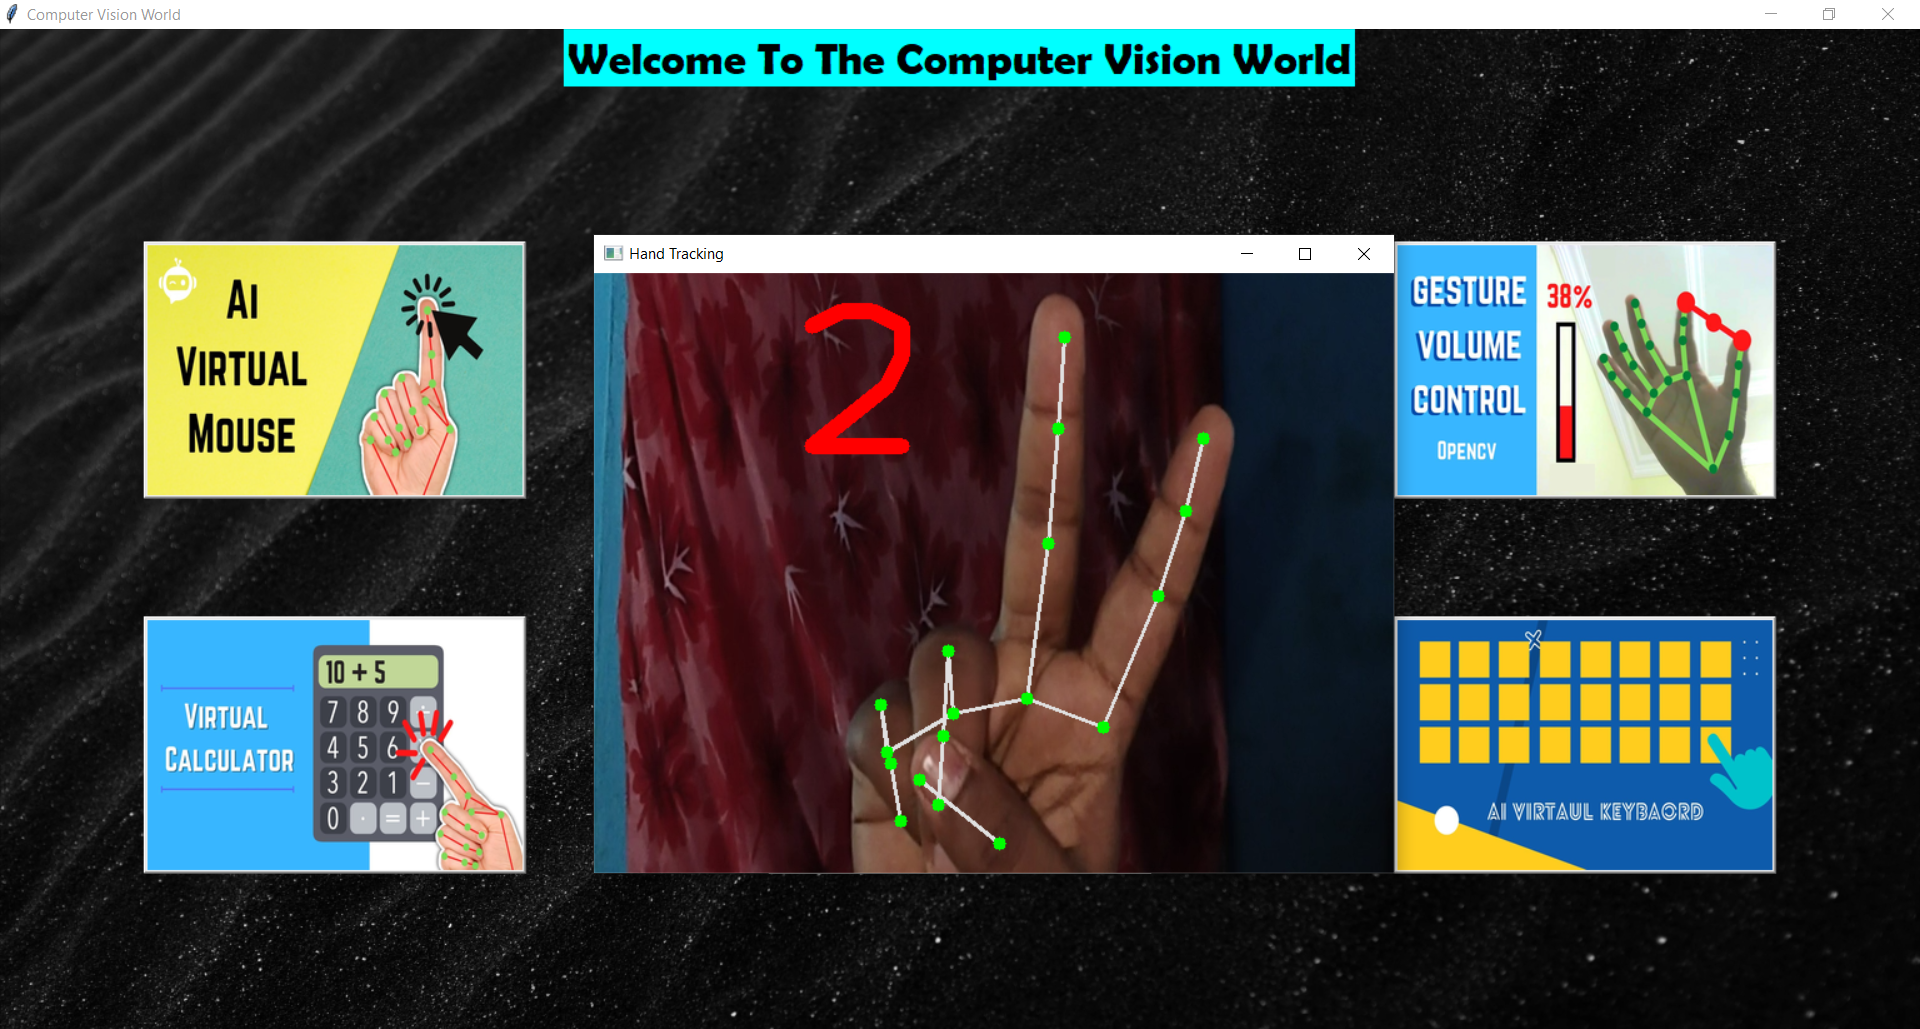 Computer Vision World
Welcome To The Computer Vision World
AI
VIRTUAL
MOUSE
Hand Tracking
2
GESTURE
VOLUME
CONTROL
OPENCV
38%
VIRTUAL
CALCULATOR
10 + 5
7 8 9 ÷
4 5 6
3 2 1 −
0 . = +
AI VIRTAUL KEYBAORD